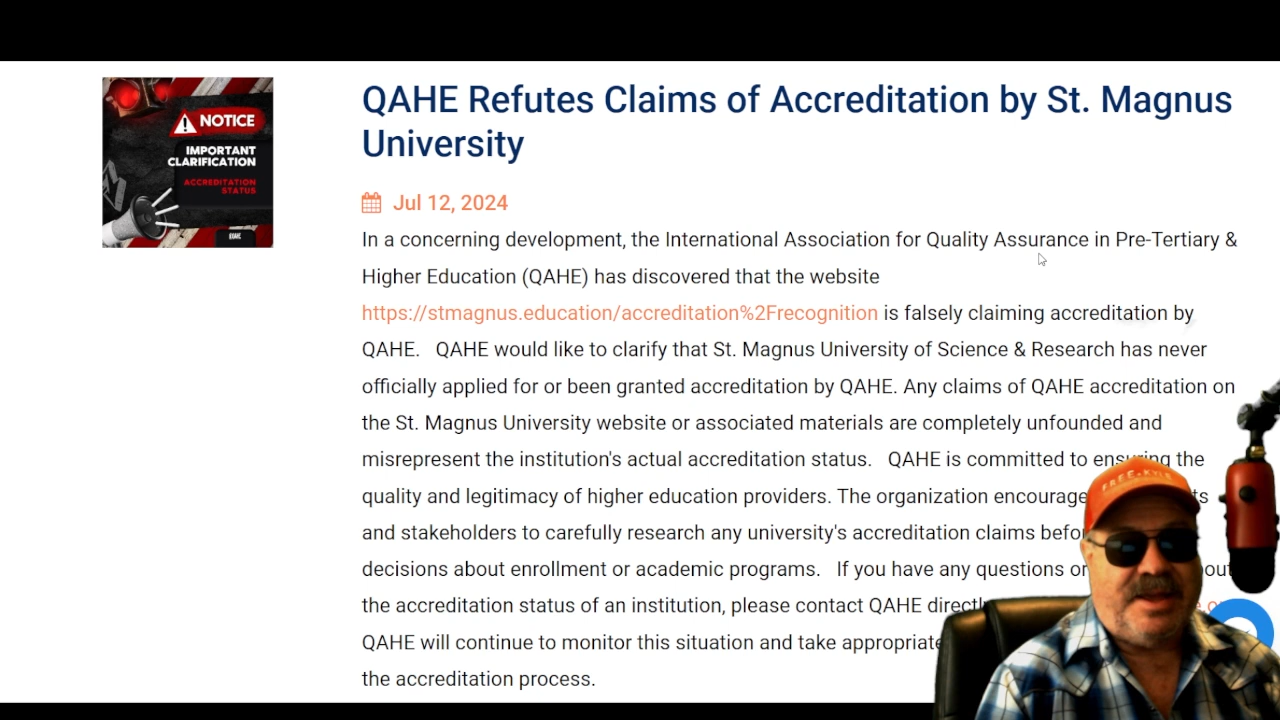 NOTICE
IMPORTANT
CLARIFICATION
ACCREDITATION
STATUS
QAHE
QAHE Refutes Claims of Accreditation by St. Magnus
University
Jul 12, 2024
In a concerning development, the International Association for Quality Assurance in Pre-Tertiary &
Higher Education (QAHE) has discovered that the website
https://stmagnus.education/accreditation%2Frecognition is falsely claiming accreditation by
QAHE. QAHE would like to clarify that St. Magnus University of Science & Research has never
officially applied for or been granted accreditation by QAHE. Any claims of QAHE accreditation on
the St. Magnus University website or associated materials are completely unfounded and
misrepresent the institution's actual accreditation status. QAHE is committed to ensuring the
quality and legitimacy of higher education providers. The organization
and stakeholders to carefully research any university's accreditation claims
decisions about enrollment or academic programs. If you have any questions
the accreditation status of an institution, please contact QAHE
QAHE will continue to monitor this situation and take
the accreditation process.
FREE KYLE